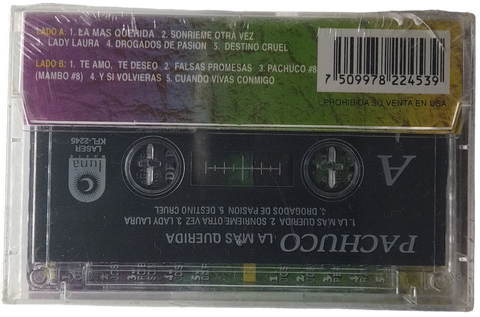 LADO A: 1. LA MAS QUERIDA 2. SONRIEME OTRA VEZ
3. LADY LAURA 4. DROGADOS DE PASION 5. DESTINO CRUEL
LADO B: 1. TE AMO, TE DESEO 2. FALSAS PROMESAS 3. PACHUCO #8
(MAMBO #8) 4. Y SI VOLVIERAS 5. CUANDO VIVAS CONMIGO
7 509978 224539
PROHIBIDA SU VENTA EN USA
PACHUCO
LA MAS QUERIDA
1. LA MAS QUERIDA 2. SONRIEME OTRA VEZ 3. LADY LAURA
4. DROGADOS DE PASION 5. DESTINO CRUEL
A
luna
LASER
KFL-2245